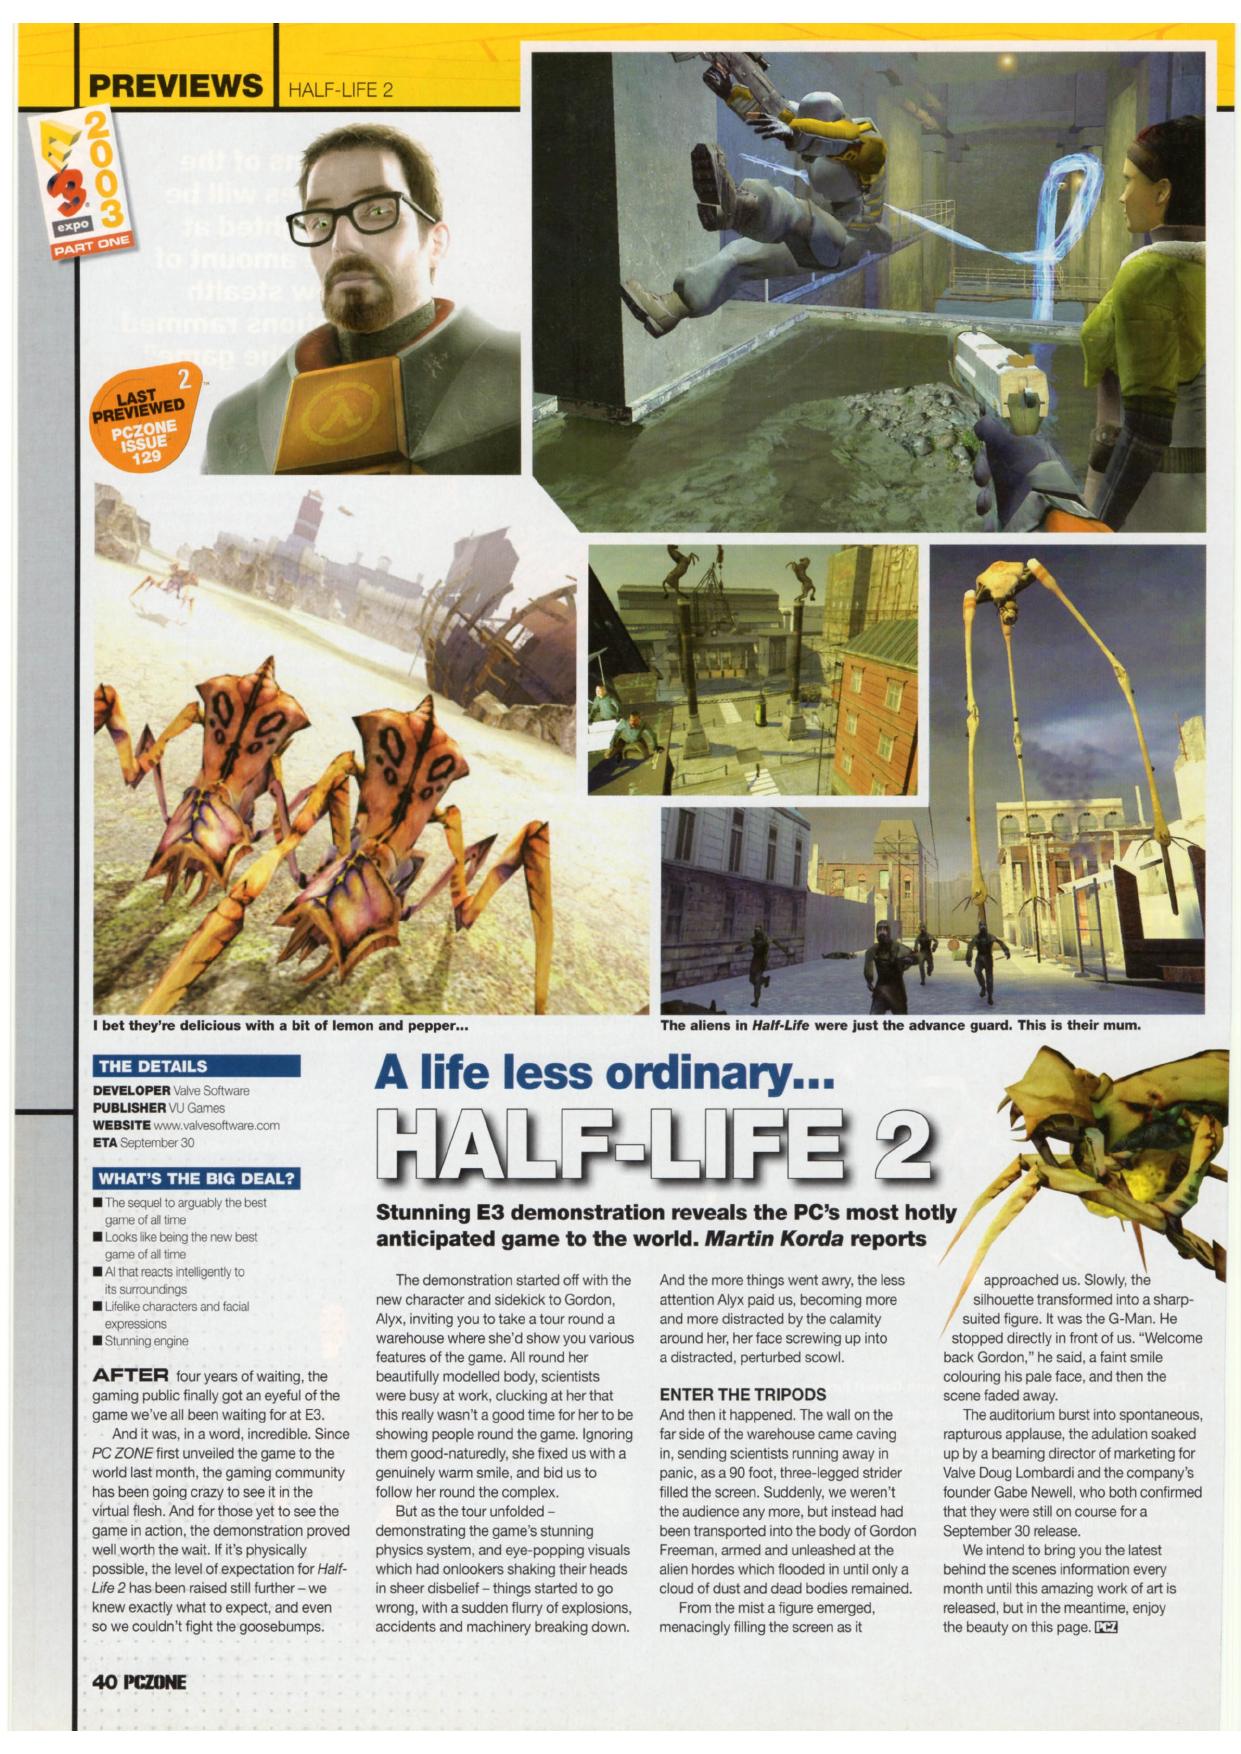 PREVIEWS
HALF-LIFE 2
E3
expo
2003
PART ONE
2
LAST
PREVIEWED
PCZONE
ISSUE
129
I bet they're delicious with a bit of lemon and pepper...
The aliens in Half-Life were just the advance guard. This is their mum.
THE DETAILS
DEVELOPER Valve Software
PUBLISHER VU Games
WEBSITE www.valvesoftware.com
ETA September 30
WHAT'S THE BIG DEAL?
■ The sequel to arguably the best
game of all time
■ Looks like being the new best
game of all time
■ AI that reacts intelligently to
its surroundings
■ Lifelike characters and facial
expressions
■ Stunning engine
A life less ordinary...
HALF-LIFE 2
Stunning E3 demonstration reveals the PC's most hotly
anticipated game to the world. Martin Korda reports
AFTER four years of waiting, the
gaming public finally got an eyeful of the
game we've all been waiting for at E3.
And it was, in a word, incredible. Since
PC ZONE first unveiled the game to the
world last month, the gaming community
has been going crazy to see it in the
virtual flesh. And for those yet to see the
game in action, the demonstration proved
well worth the wait. If it's physically
possible, the level of expectation for Half-
Life 2 has been raised still further – we
knew exactly what to expect, and even
so we couldn't fight the goosebumps.
The demonstration started off with the
new character and sidekick to Gordon,
Alyx, inviting you to take a tour round a
warehouse where she'd show you various
features of the game. All round her
beautifully modelled body, scientists
were busy at work, clucking at her that
this really wasn't a good time for her to be
showing people round the game. Ignoring
them good-naturedly, she fixed us with a
genuinely warm smile, and bid us to
follow her round the complex.
But as the tour unfolded –
demonstrating the game's stunning
physics system, and eye-popping visuals
which had onlookers shaking their heads
in sheer disbelief – things started to go
wrong, with a sudden flurry of explosions,
accidents and machinery breaking down.
And the more things went awry, the less
attention Alyx paid us, becoming more
and more distracted by the calamity
around her, her face screwing up into
a distracted, perturbed scowl.
ENTER THE TRIPODS
And then it happened. The wall on the
far side of the warehouse came caving
in, sending scientists running away in
panic, as a 90 foot, three-legged strider
filled the screen. Suddenly, we weren't
the audience any more, but instead had
been transported into the body of Gordon
Freeman, armed and unleashed at the
alien hordes which flooded in until only a
cloud of dust and dead bodies remained.
From the mist a figure emerged,
menacingly filling the screen as it
approached us. Slowly, the
silhouette transformed into a sharp-
suited figure. It was the G-Man. He
stopped directly in front of us. "Welcome
back Gordon," he said, a faint smile
colouring his pale face, and then the
scene faded away.
The auditorium burst into spontaneous,
rapturous applause, the adulation soaked
up by a beaming director of marketing for
Valve Doug Lombardi and the company's
founder Gabe Newell, who both confirmed
that they were still on course for a
September 30 release.
We intend to bring you the latest
behind the scenes information every
month until this amazing work of art is
released, but in the meantime, enjoy
the beauty on this page. PCZ
40 PCZONE